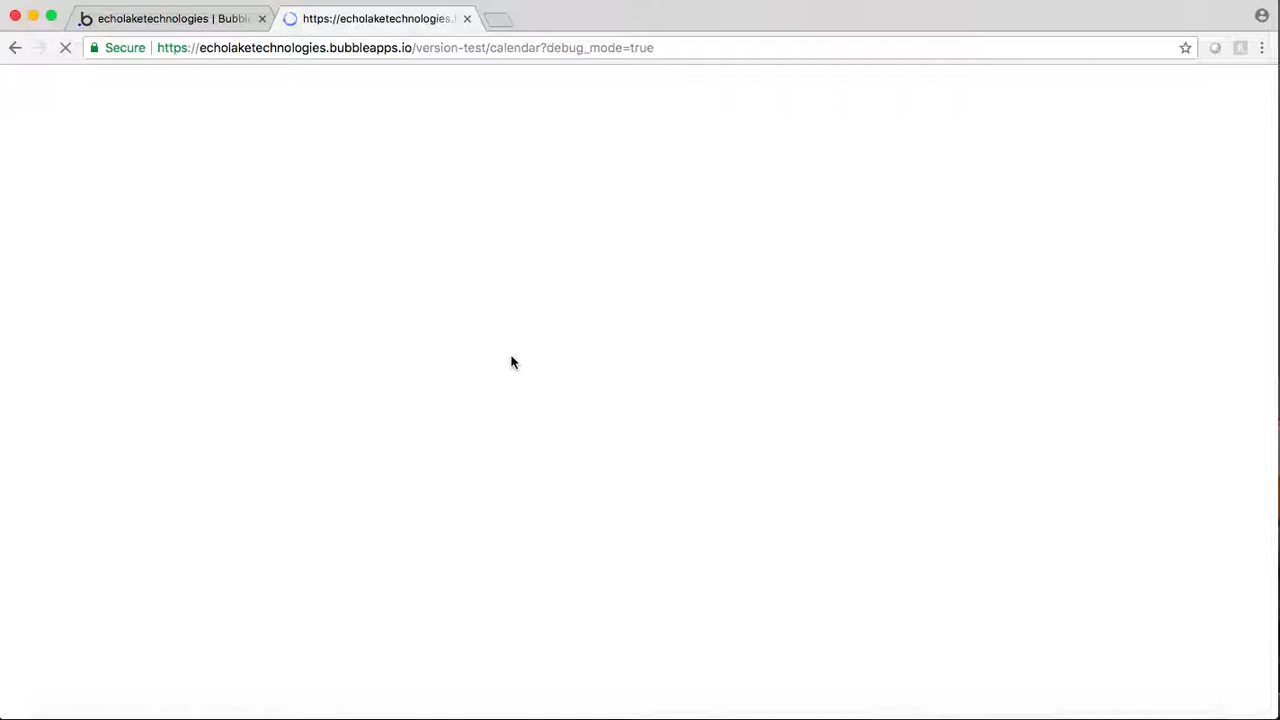 echolaketechnologies | Bubbl
https://echolaketechnologies.
Secure
https://echolaketechnologies.bubbleapps.io/version-test/calendar?debug_mode=true